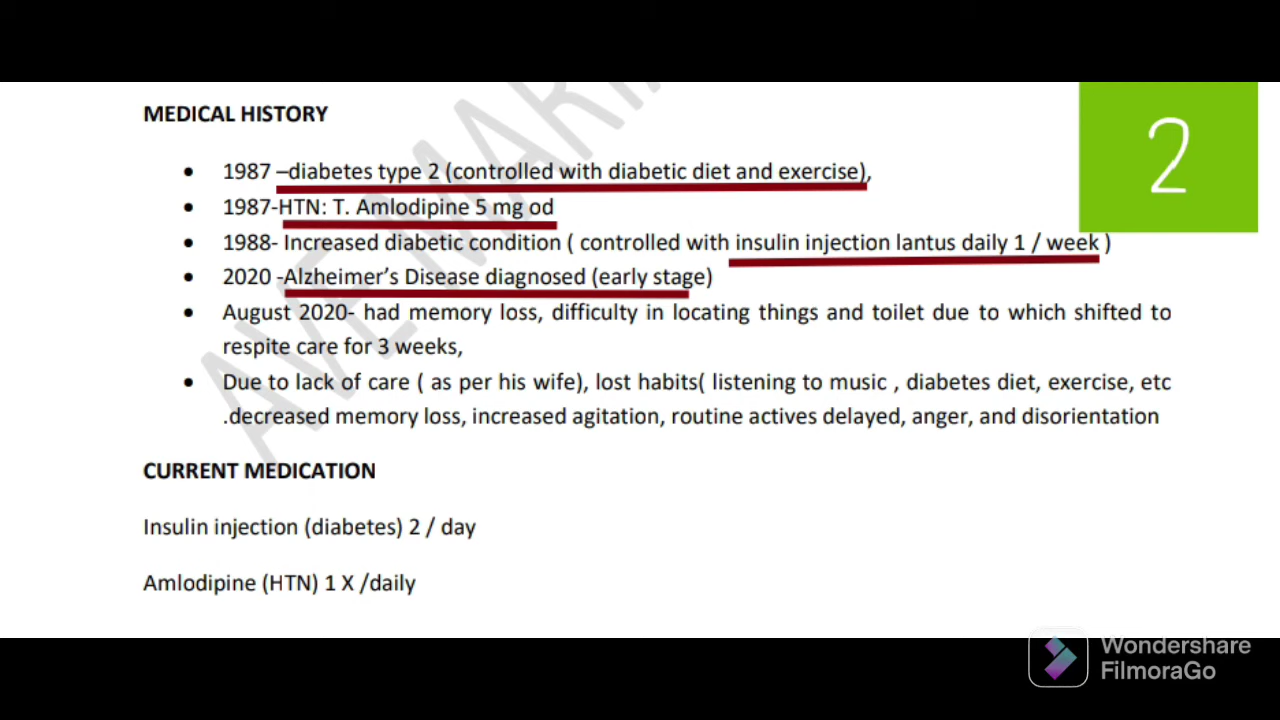 MEDICAL HISTORY
2
• 1987 –diabetes type 2 (controlled with diabetic diet and exercise),
• 1987-HTN: T. Amlodipine 5 mg od
• 1988- Increased diabetic condition ( controlled with insulin injection lantus daily 1 / week )
• 2020 -Alzheimer's Disease diagnosed (early stage)
• August 2020- had memory loss, difficulty in locating things and toilet due to which shifted to
respite care for 3 weeks,
• Due to lack of care ( as per his wife), lost habits( listening to music , diabetes diet, exercise, etc
.decreased memory loss, increased agitation, routine actives delayed, anger, and disorientation
CURRENT MEDICATION
Insulin injection (diabetes) 2 / day
Amlodipine (HTN) 1 X /daily
Wondershare
FilmoraGo